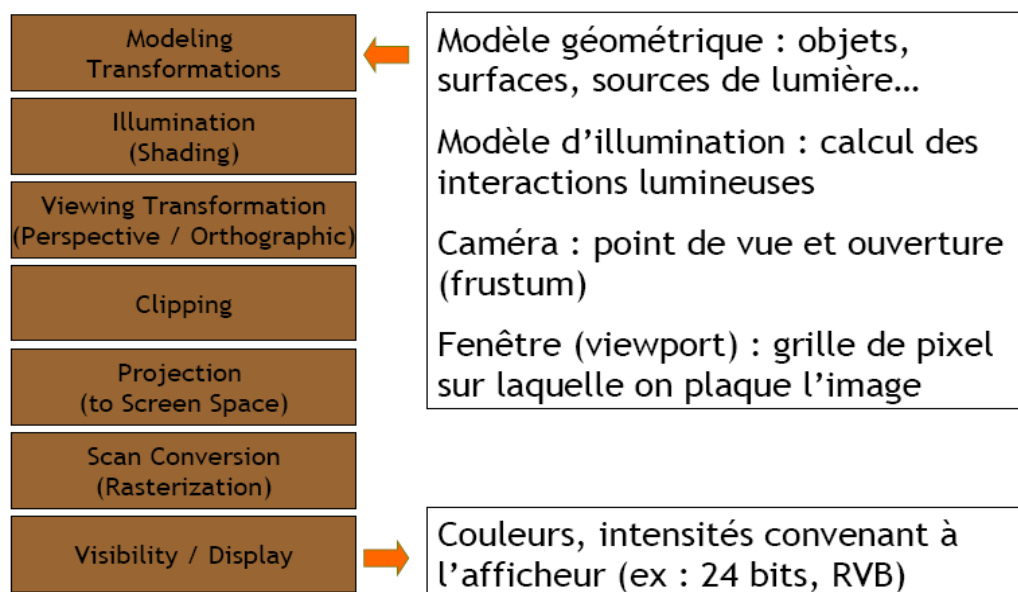 Modeling
Transformations
Illumination
(Shading)
Viewing Transformation
(Perspective / Orthographic)
Clipping
Projection
(to Screen Space)
Scan Conversion
(Rasterization)
Visibility / Display
Modèle géométrique : objets,
surfaces, sources de lumière…
Modèle d’illumination : calcul des
interactions lumineuses
Caméra : point de vue et ouverture
(frustum)
Fenêtre (viewport) : grille de pixel
sur laquelle on plaque l’image
Couleurs, intensités convenant à
l’afficheur (ex : 24 bits, RVB)